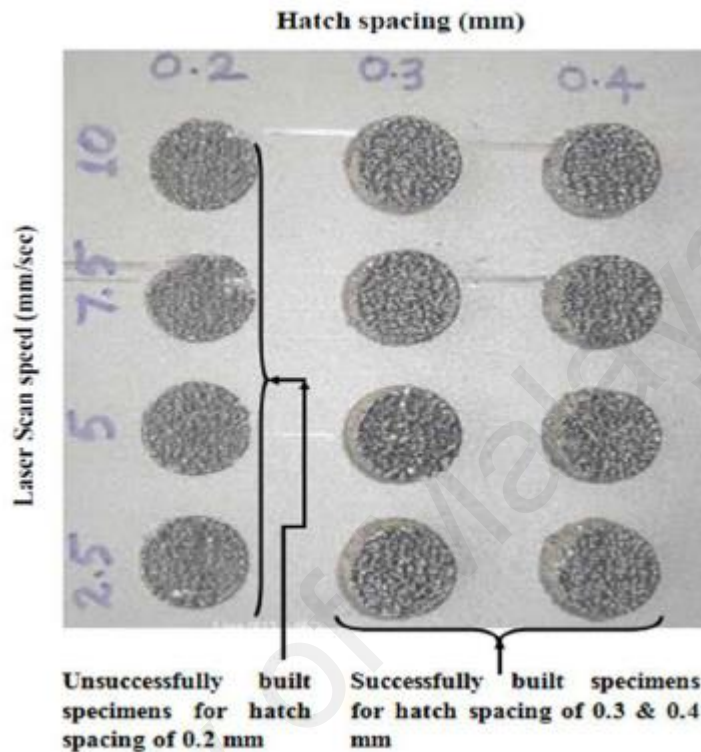 Hatch spacing (mm)
0.2 0.3 0.4
10
7.5
5
2.5
Laser Scan speed (mm/sec)
Unsuccessfully built
specimens for hatch
spacing of 0.2 mm
Successfully built specimens
for hatch spacing of 0.3 & 0.4
mm
of Malaya